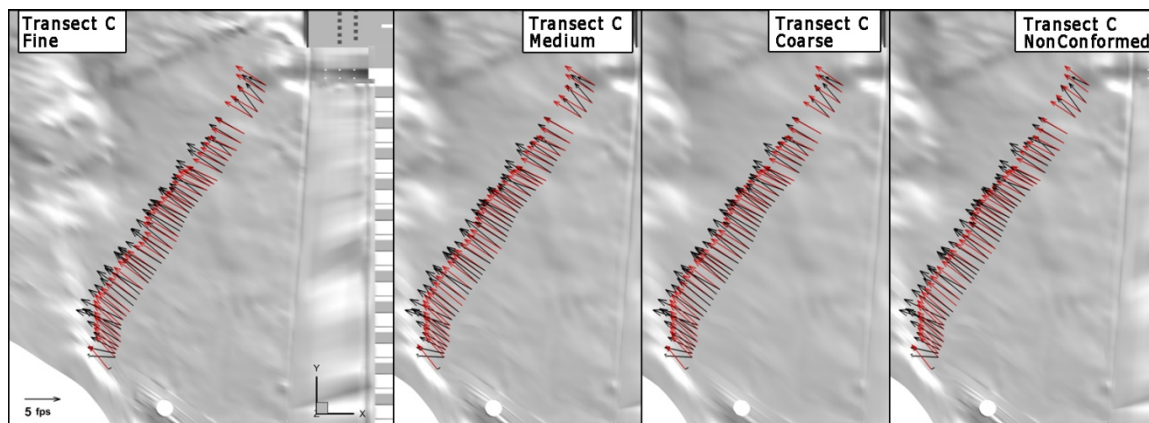 Transect C
Fine
Transect C
Medium
Transect C
Coarse
Transect C
NonConformed
5 fps
Y
Z
X